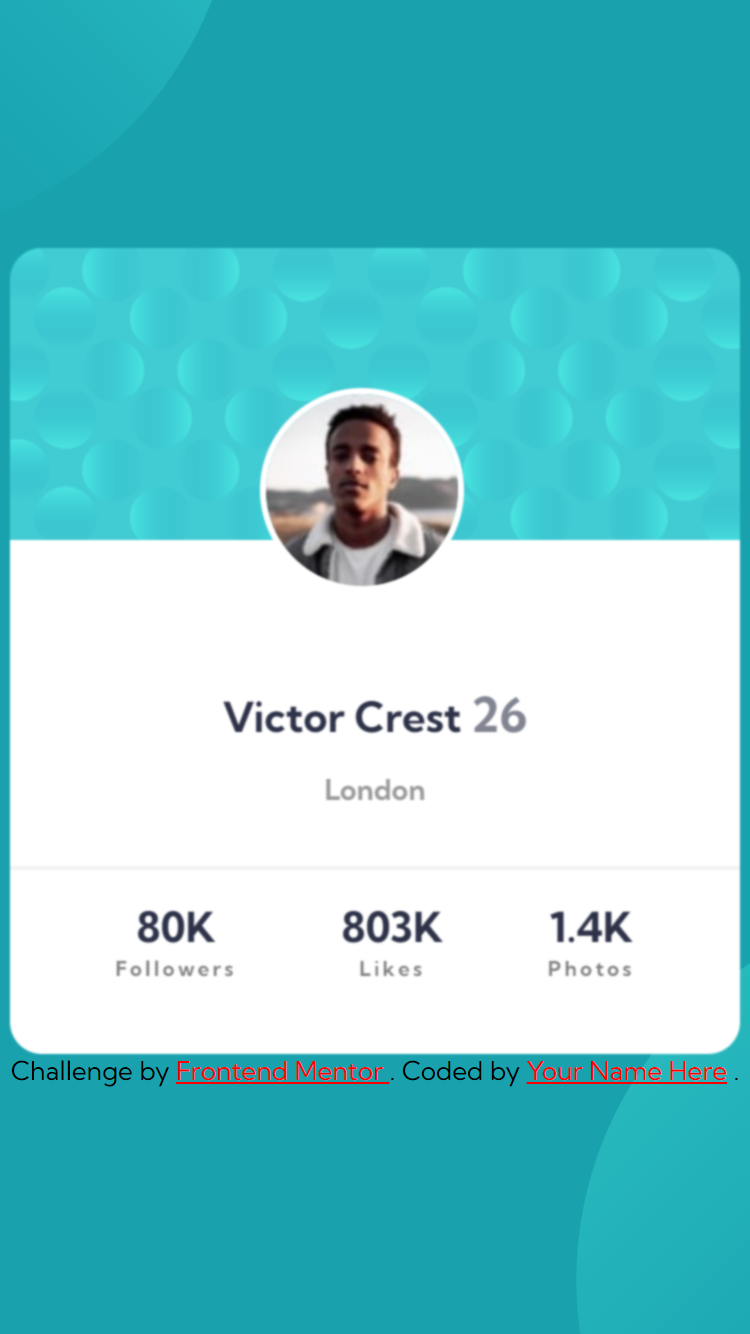 Victor Crest 26
London
80K 803K 1.4K
Followers Likes Photos
Challenge by Frontend Mentor . Coded by Your Name Here .